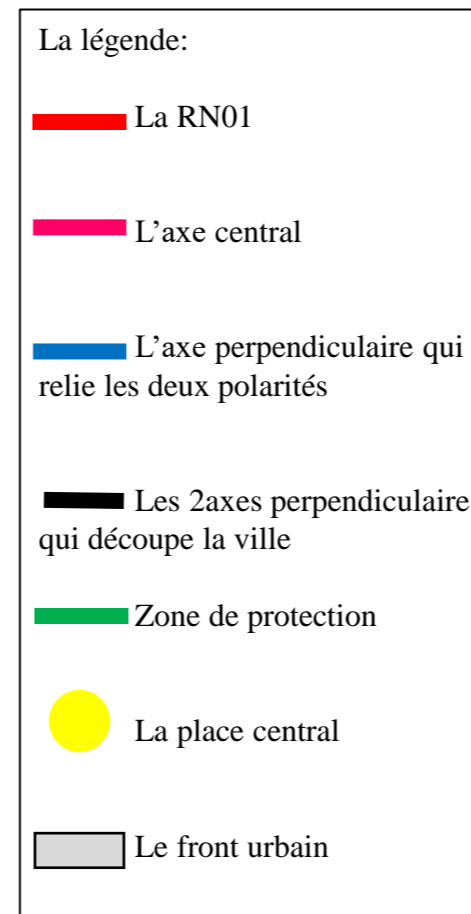 La légende:
La RN01
L’axe central
L’axe perpendiculaire qui
relie les deux polarités
Les 2axes perpendiculaire
qui découpe la ville
Zone de protection
La place central
Le front urbain